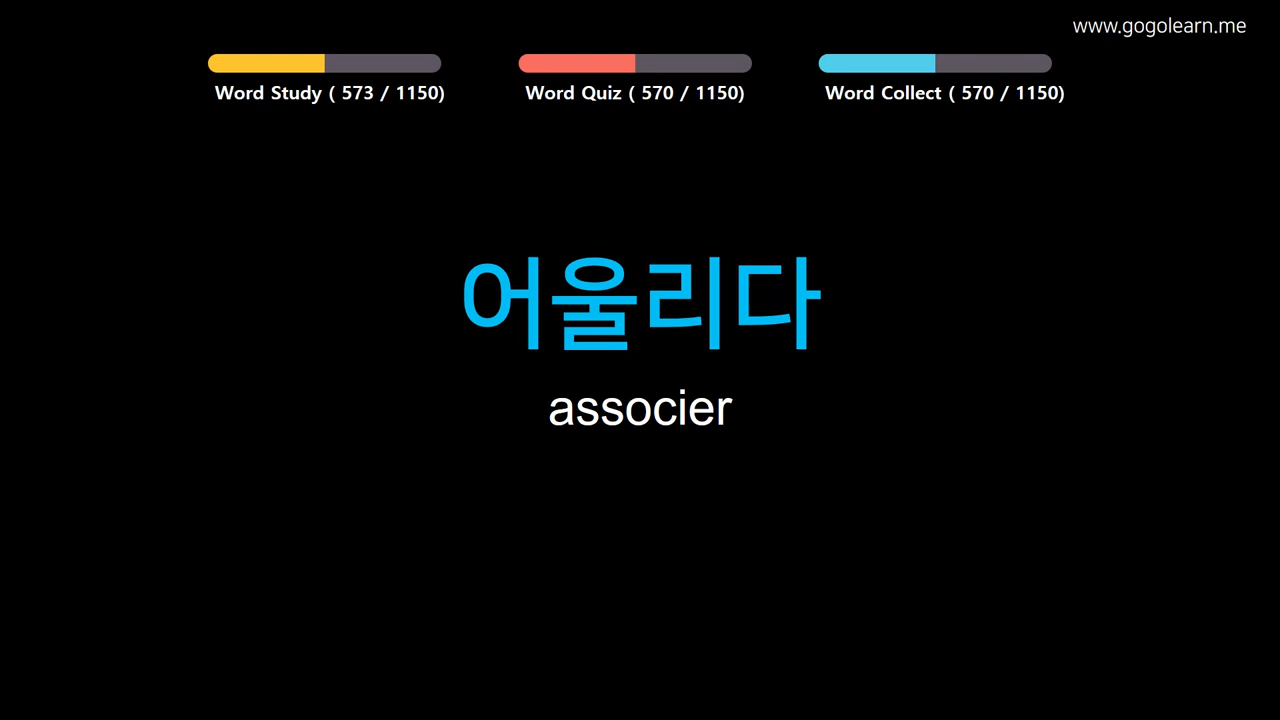 www.gogolearn.me
Word Study ( 573 / 1150)
Word Quiz ( 570 / 1150)
Word Collect ( 570 / 1150)
어울리다
associer